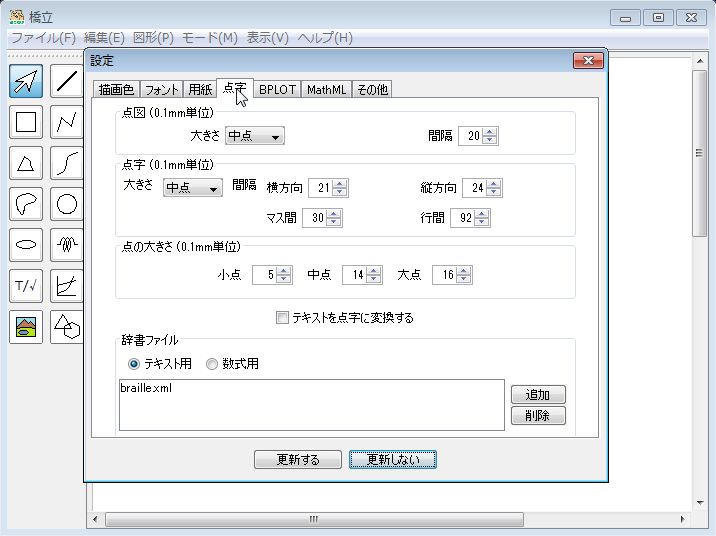 橋立
ファイル(F) 編集(E) 図形(P) モード(M) 表示(V) ヘルプ(H)
設定
描画色 フォント 用紙 点字 BPLOT MathML その他
点図 (0.1mm単位)
大きさ 中点 間隔 20
点字 (0.1mm単位)
大きさ 中点 間隔 横方向 21 縦方向 24
マス間 30 行間 92
点の大きさ (0.1mm単位)
小点 5 中点 14 大点 16
T/√
テキストを点字に変換する
辞書ファイル
テキスト用 数式用
braille.xml
追加
削除
更新する 更新しない